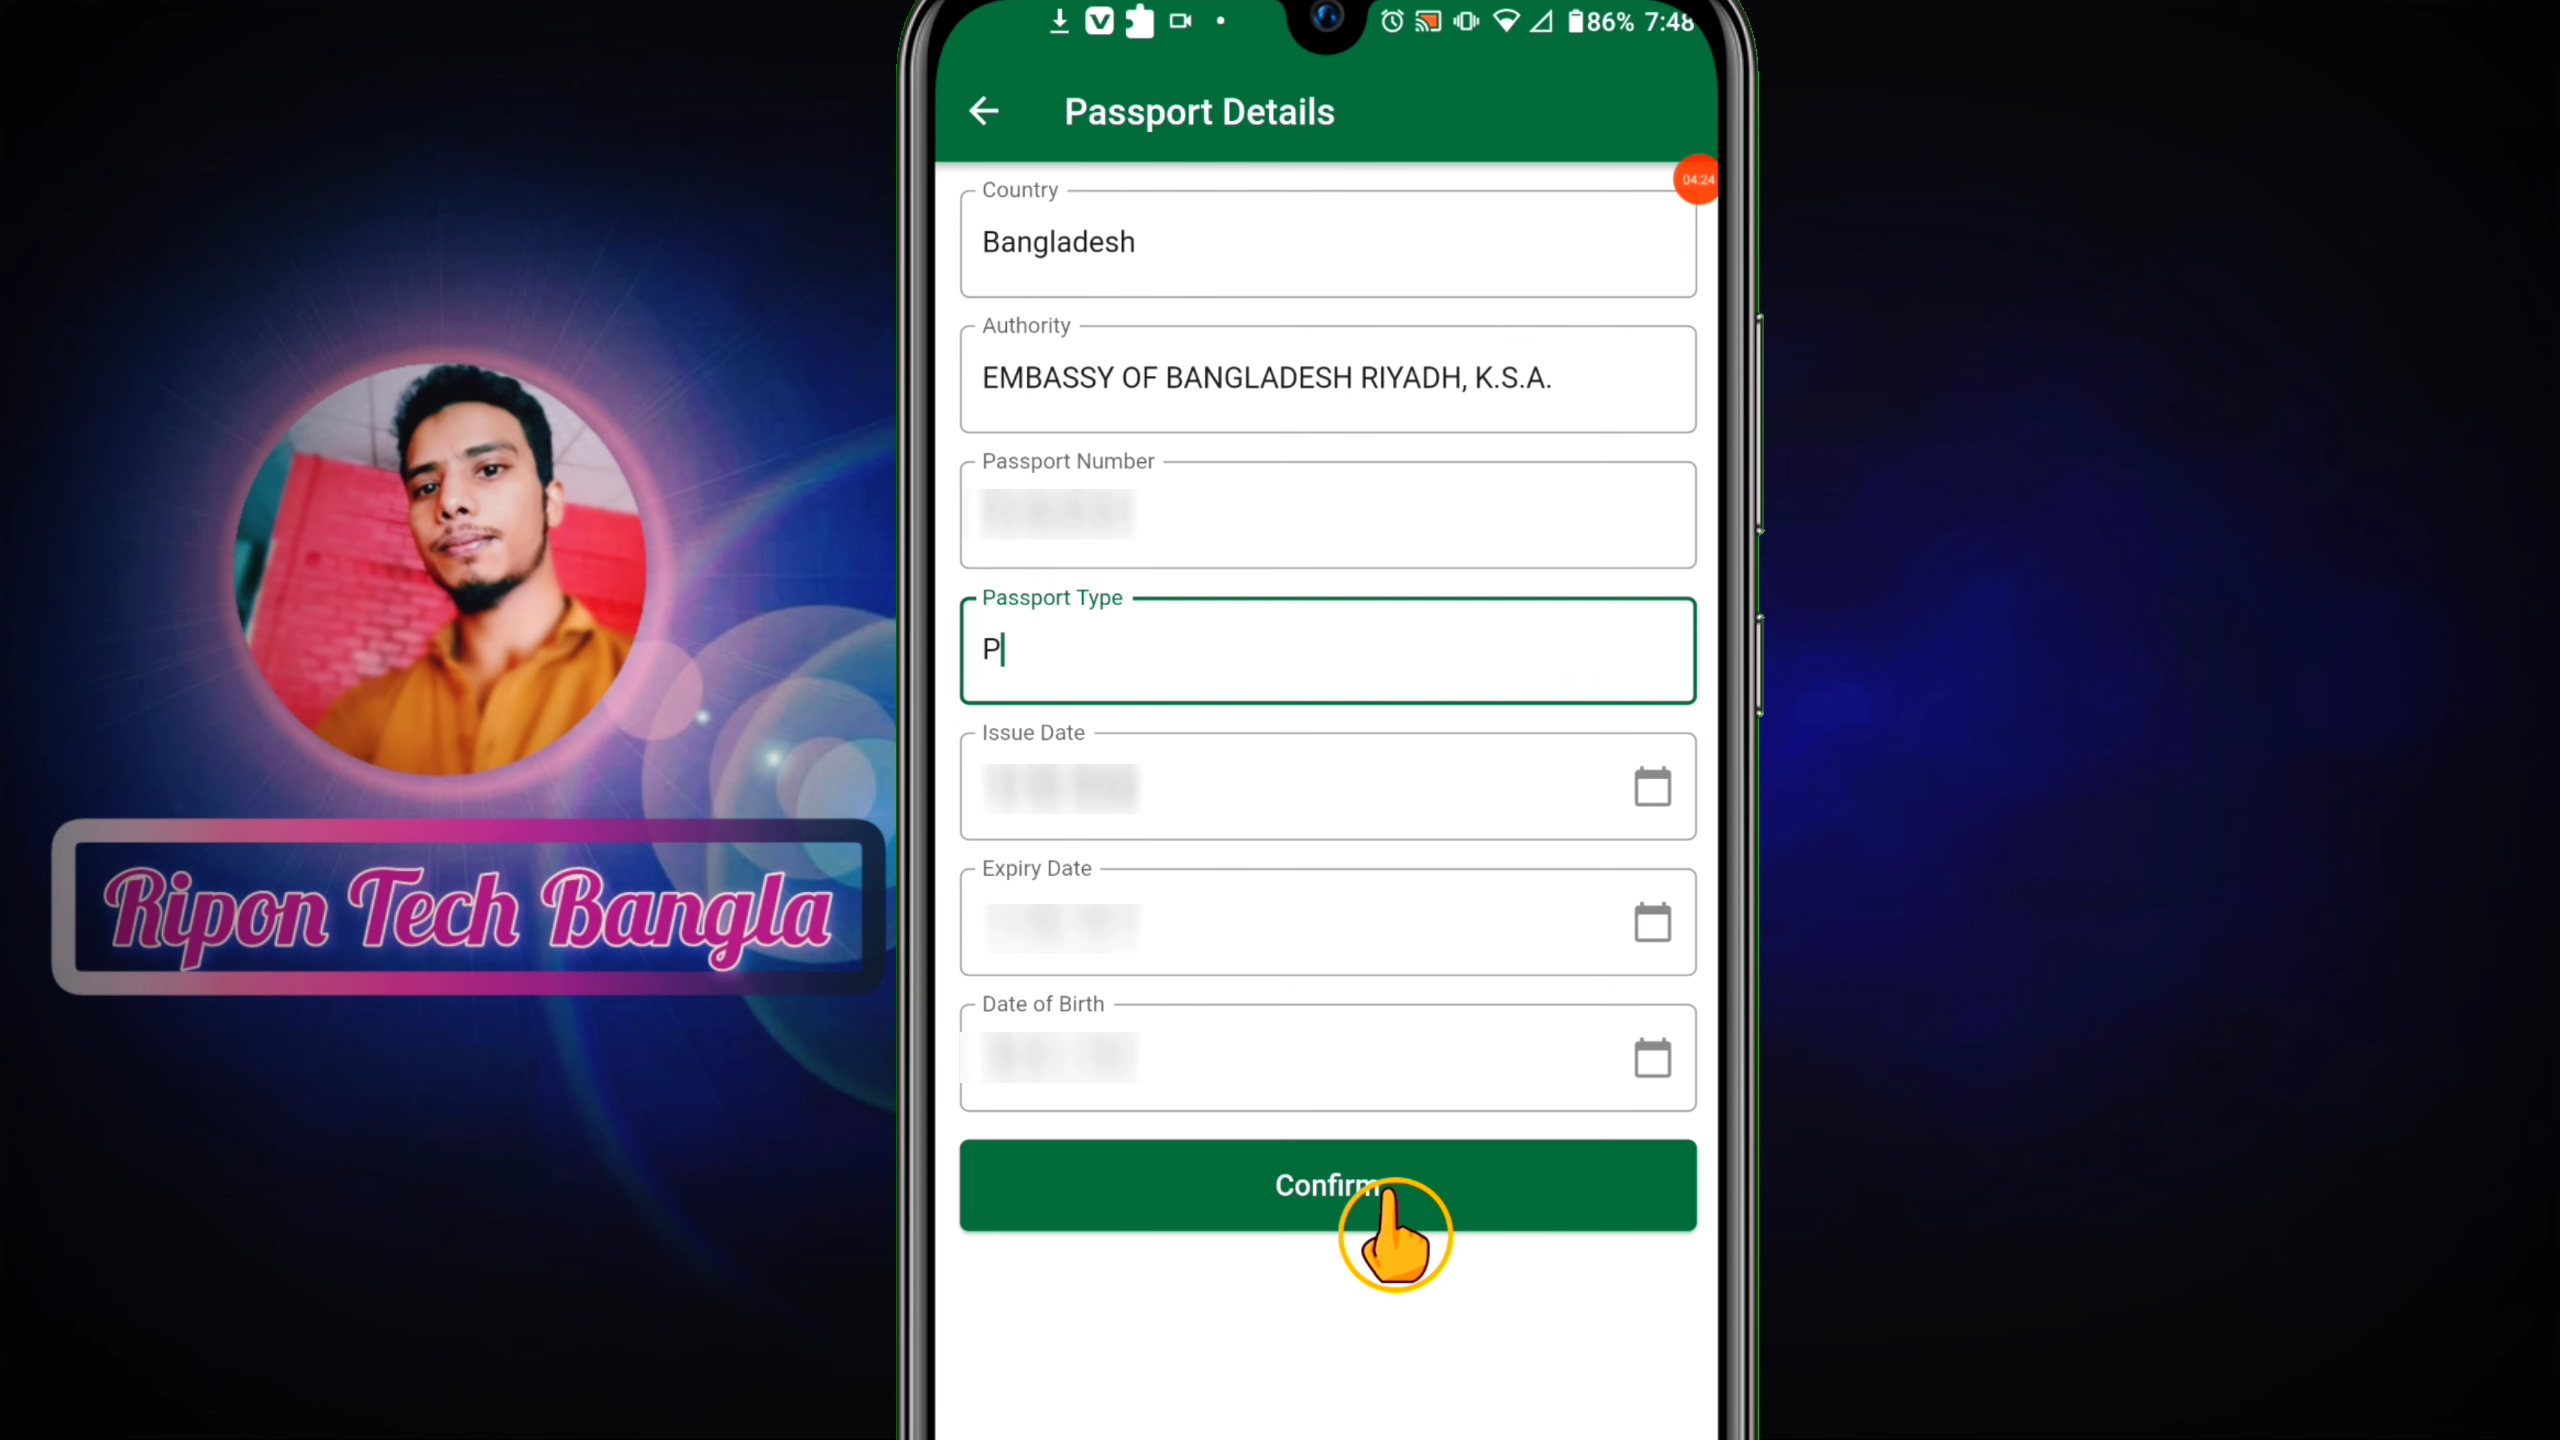 86% 7:48
Passport Details
04:24
Country
Bangladesh
Authority
EMBASSY OF BANGLADESH RIYADH, K.S.A.
Passport Number
Passport Type
P
Issue Date
Expiry Date
Date of Birth
Confirm
Ripon Tech Bangla